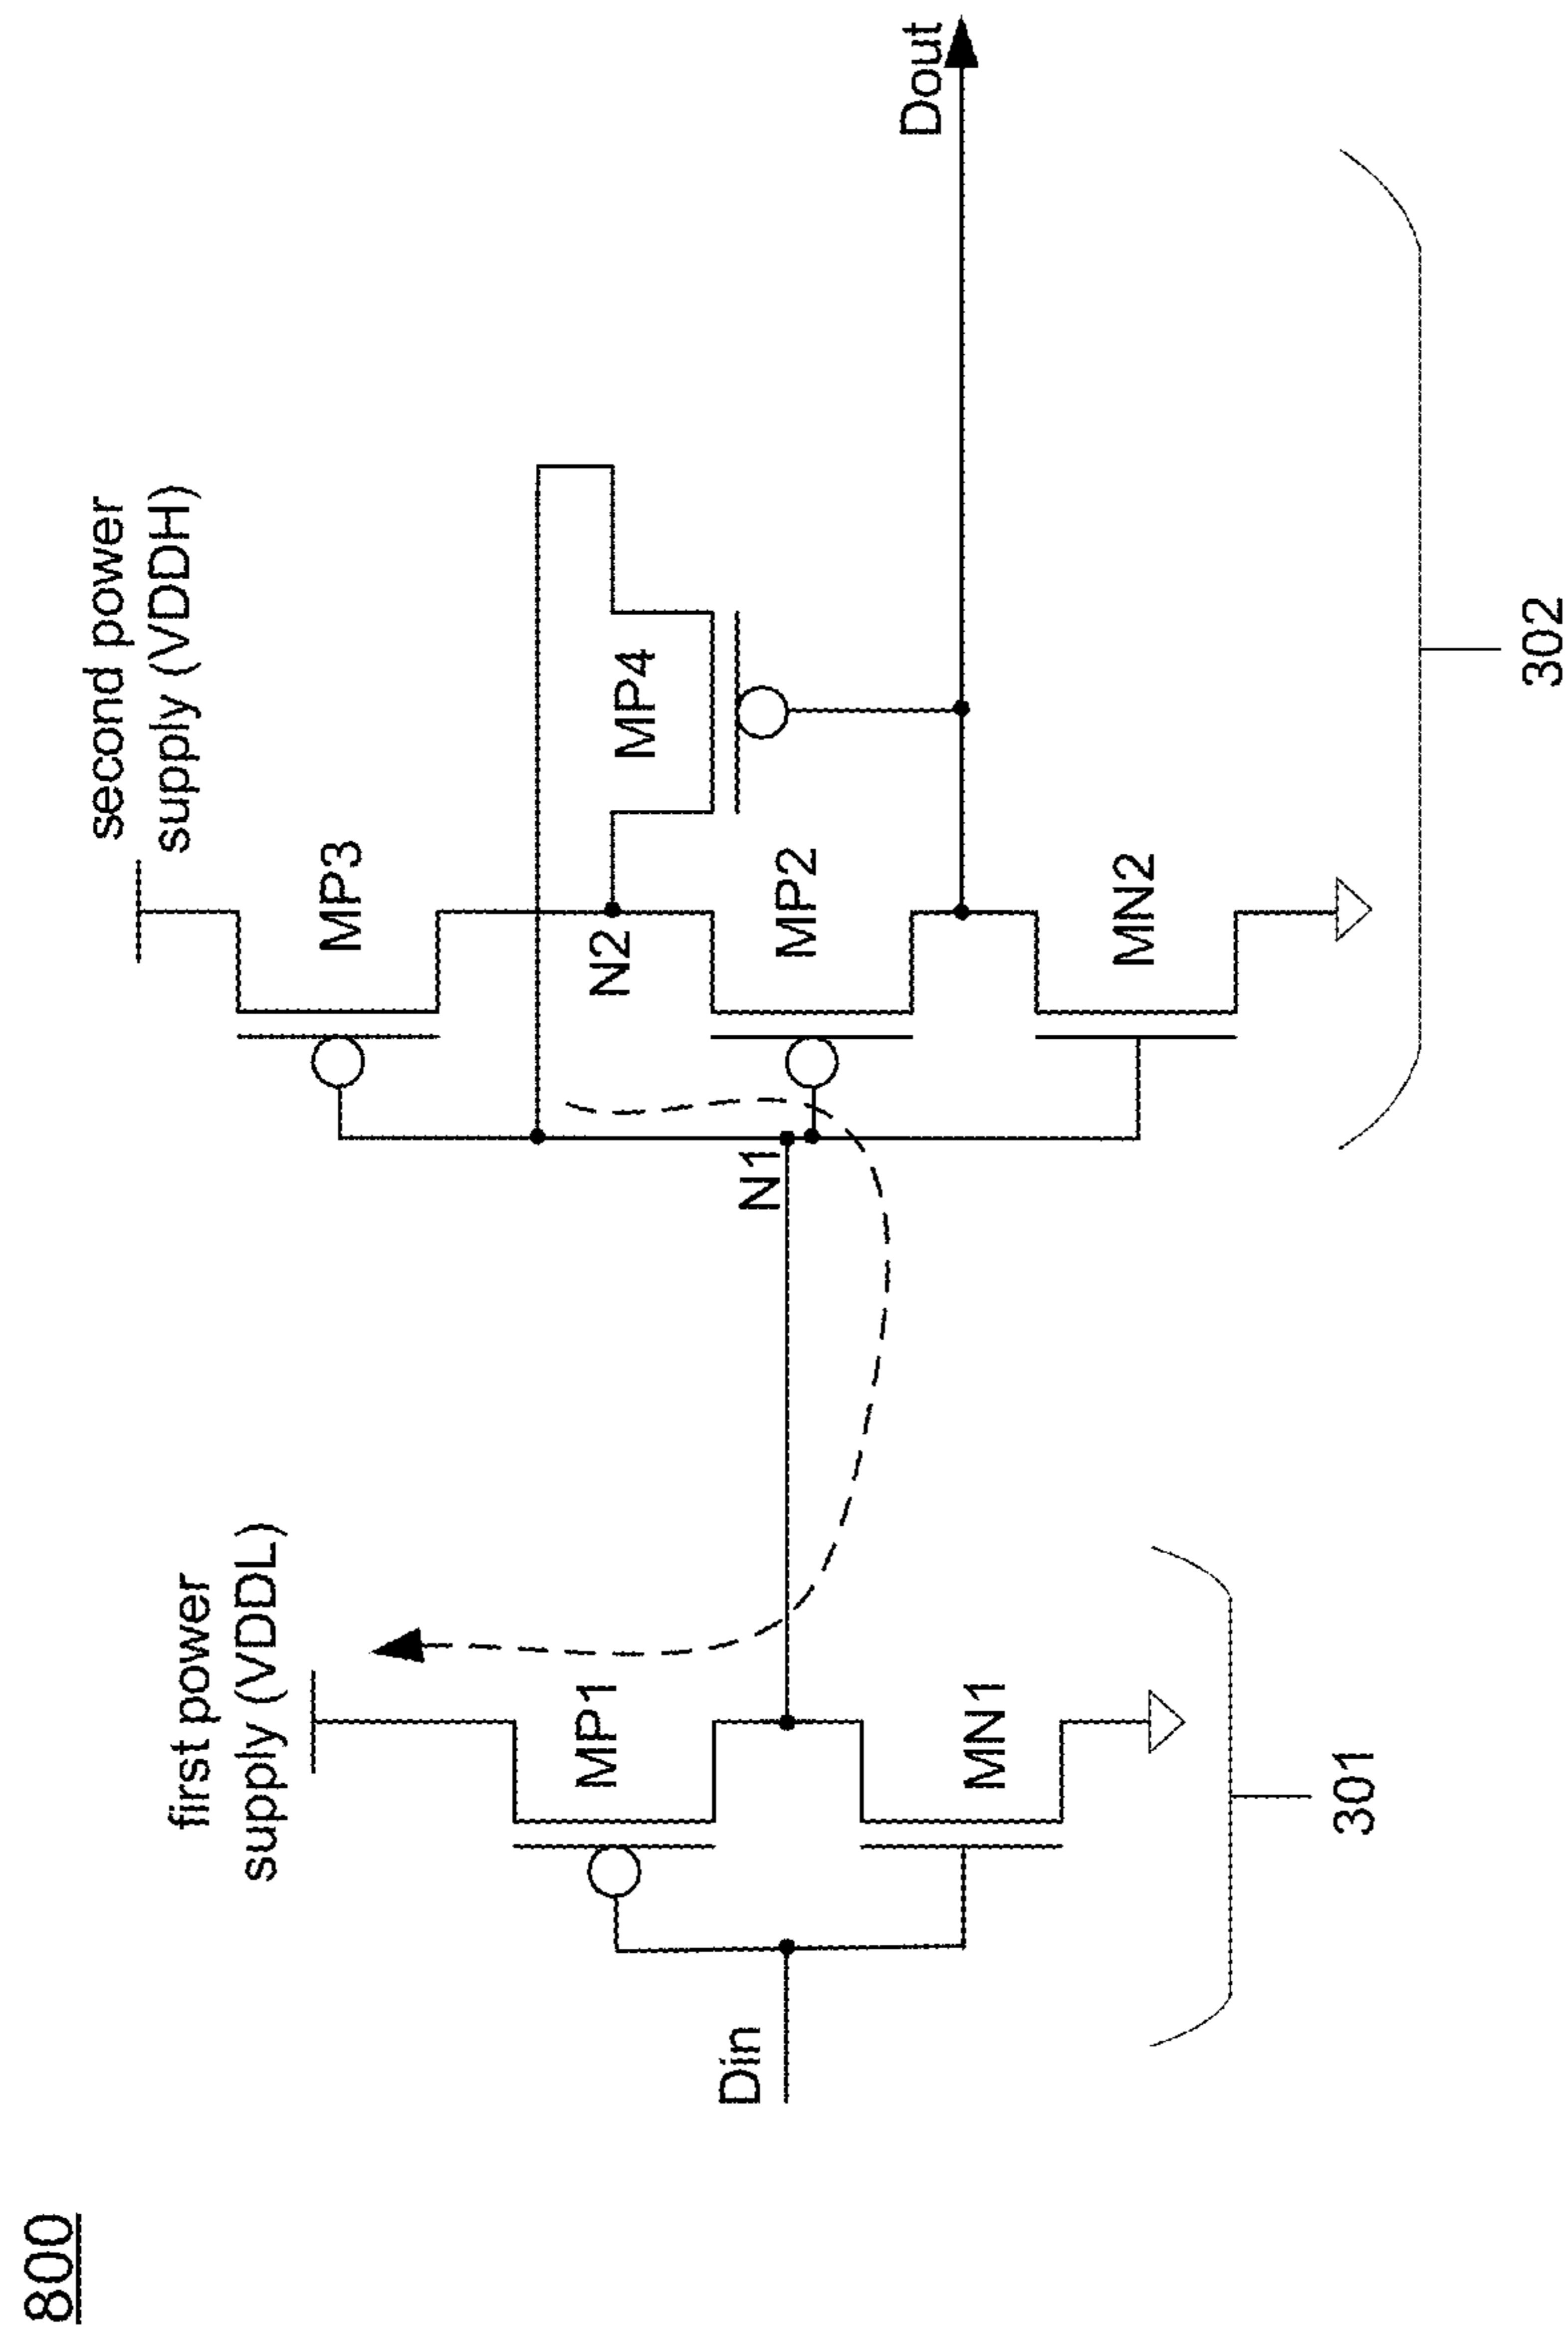 800
first power
supply (VDDL)
second power
supply (VDDH)
MP1
MP3
N2
MP4
Din
N1
MP2
Dout
MN1
MN2
301
302